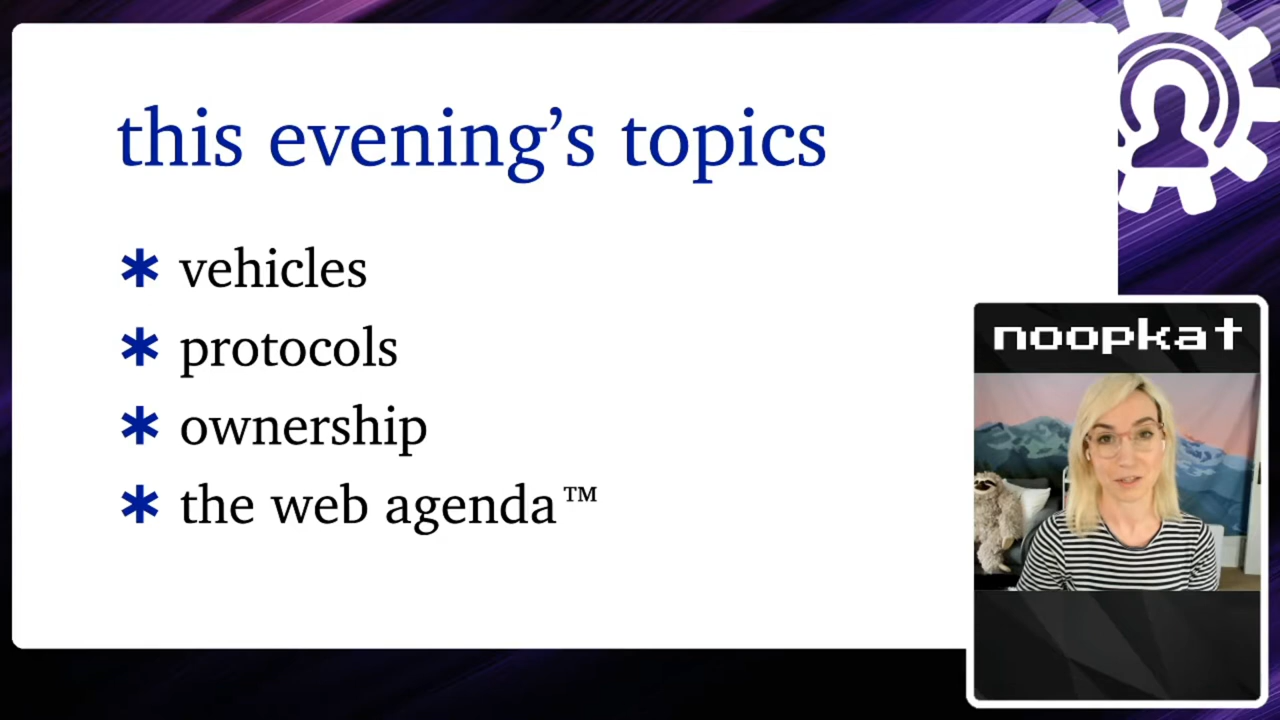 this evening’s topics
* vehicles
* protocols
* ownership
* the web agenda™
noopkat